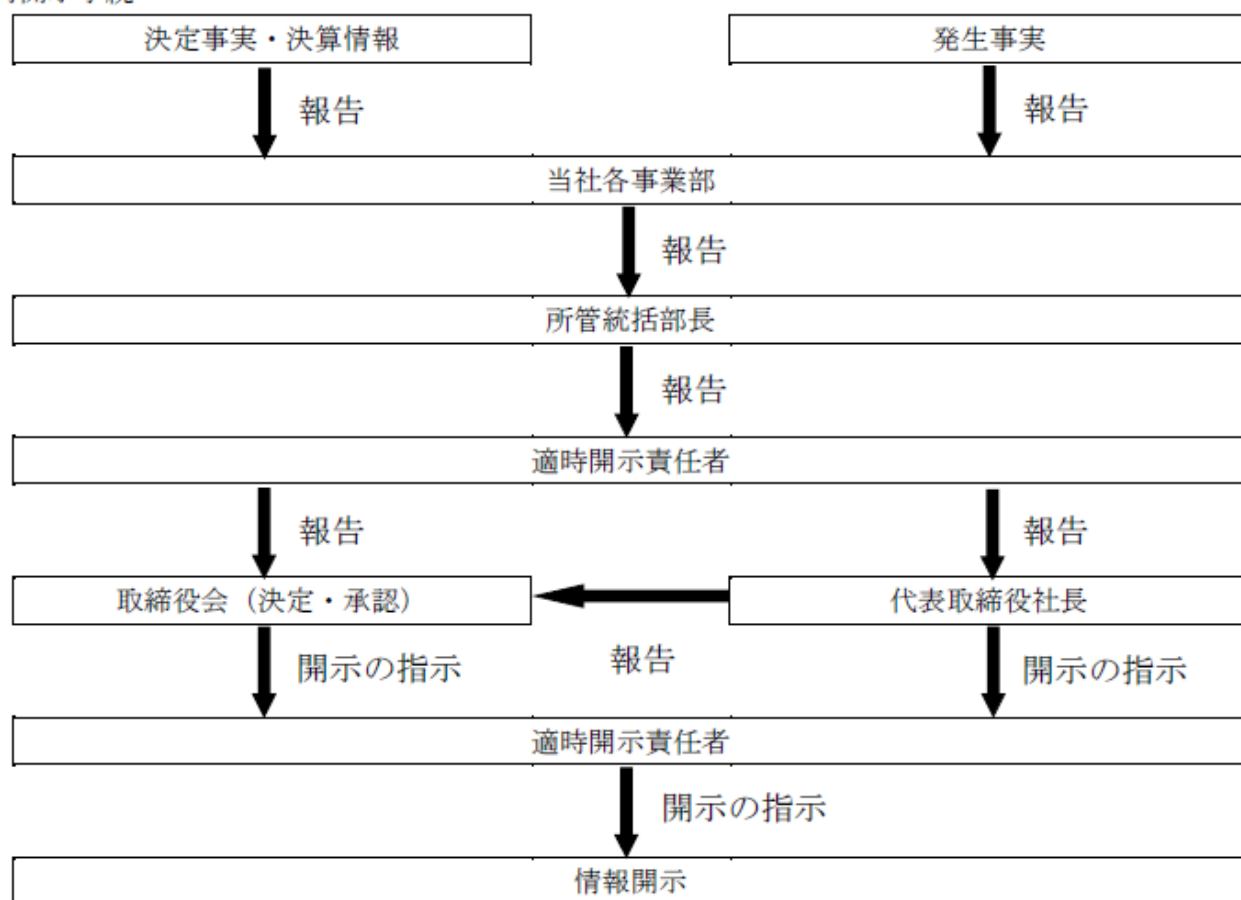 決定事実・決算情報
発生事実
報告
報告
当社各事業部
報告
所管統括部長
報告
適時開示責任者
報告
報告
取締役会（決定・承認）
代表取締役社長
開示の指示
報告
開示の指示
適時開示責任者
開示の指示
情報開示